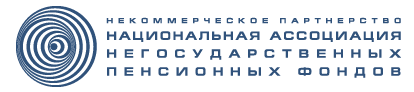 НЕКОММЕРЧЕСКОЕ ПАРТНЕРСТВО
НАЦИОНАЛЬНАЯ АССОЦИАЦИЯ
НЕГОСУДАРСТВЕННЫХ
ПЕНСИОННЫХ ФОНДОВ